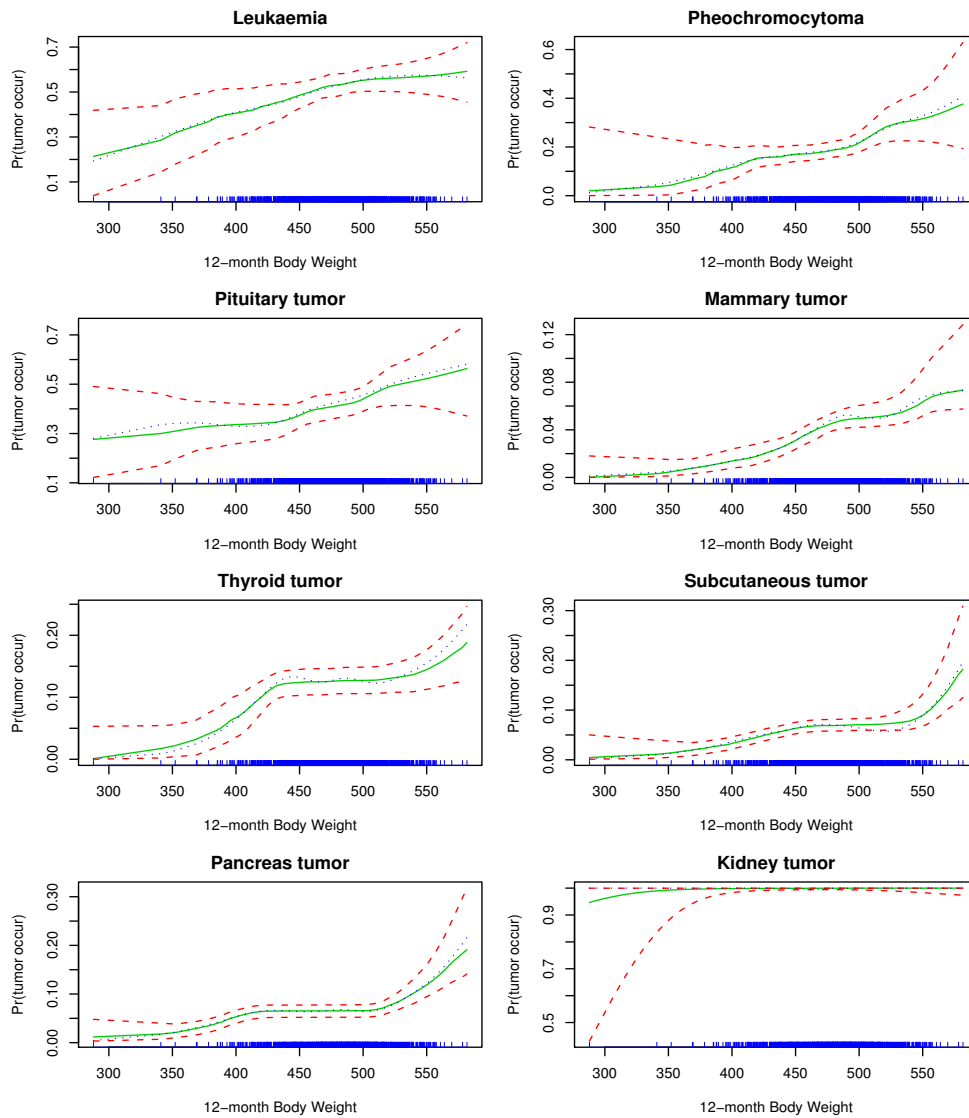 Leukaemia
Pr(tumor occur)
0.1 0.3 0.5 0.7
300 350 400 450 500 550
12-month Body Weight
Pheochromocytoma
Pr(tumor occur)
0.0 0.2 0.4 0.6
300 350 400 450 500 550
12-month Body Weight
Pituitary tumor
Pr(tumor occur)
0.1 0.3 0.5 0.7
300 350 400 450 500 550
12-month Body Weight
Mammary tumor
Pr(tumor occur)
0.00 0.04 0.08 0.12
300 350 400 450 500 550
12-month Body Weight
Thyroid tumor
Pr(tumor occur)
0.00 0.10 0.20
300 350 400 450 500 550
12-month Body Weight
Subcutaneous tumor
Pr(tumor occur)
0.00 0.10 0.20 0.30
300 350 400 450 500 550
12-month Body Weight
Pancreas tumor
Pr(tumor occur)
0.00 0.10 0.20 0.30
300 350 400 450 500 550
12-month Body Weight
Kidney tumor
Pr(tumor occur)
0.5 0.7 0.9
300 350 400 450 500 550
12-month Body Weight